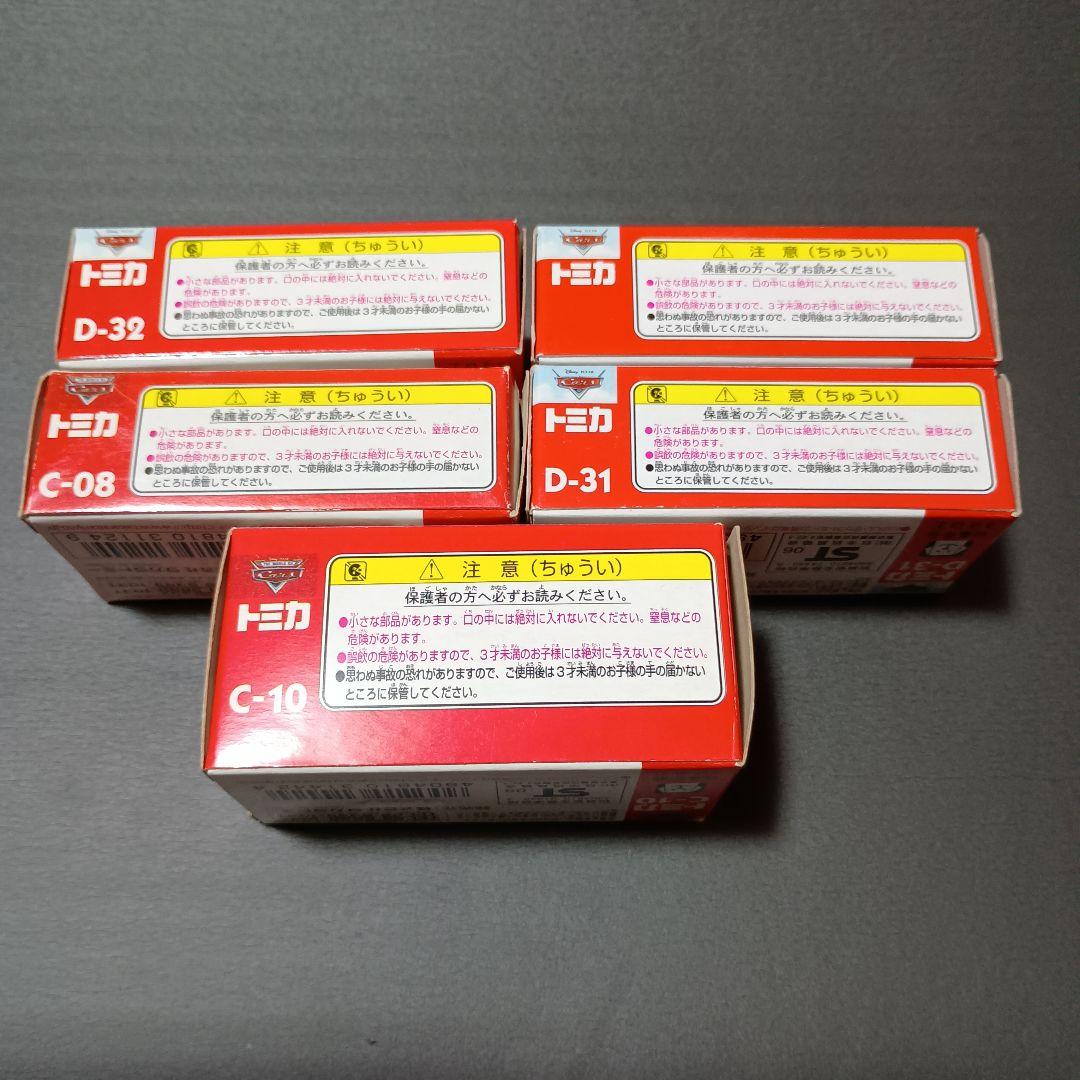 Disney PIXAR
Cars
トミカ
D-32
注 意(ちゅうい)
保護者の方へ必ずお読みください。
●小さな部品があります。口の中には絶対に入れないでください。窒息などの
危険があります。
●誤飲の危険がありますので、3才未満のお子様には絶対に与えないでください。
●思わぬ事故の恐れがありますので、ご使用後は3才未満のお子様の手の届かない
ところに保管してください。
Disney PIXAR
Cars
トミカ
注 意(ちゅうい)
保護者の方へ必ずお読みください。
●小さな部品があります。口の中には絶対に入れないでください。窒息などの
危険があります。
●誤飲の危険がありますので、3才未満のお子様には絶対に与えないでください。
●思わぬ事故の恐れがありますので、ご使用後は3才未満のお子様の手の届かない
ところに保管してください。
Cars
トミカ
C-08
注 意(ちゅうい)
保護者の方へ必ずお読みください。
●小さな部品があります。口の中には絶対に入れないでください。窒息などの
危険があります。
●誤飲の危険がありますので、3才未満のお子様には絶対に与えないでください。
●思わぬ事故の恐れがありますので、ご使用後は3才未満のお子様の手の届かない
ところに保管してください。
4810 31124 9
Disney PIXAR
Cars
トミカ
D-31
注 意(ちゅうい)
保護者の方へ必ずお読みください。
●小さな部品があります。口の中には絶対に入れないでください。窒息などの
危険があります。
●誤飲の危険がありますので、3才未満のお子様には絶対に与えないでください。
●思わぬ事故の恐れがありますので、ご使用後は3才未満のお子様の手の届かない
ところに保管してください。
06
ST
D-31
Cars
トミカ
C-10
注 意(ちゅうい)
保護者の方へ必ずお読みください。
●小さな部品があります。口の中には絶対に入れないでください。窒息などの
危険があります。
●誤飲の危険がありますので、3才未満のお子様には絶対に与えないでください。
●思わぬ事故の恐れがありますので、ご使用後は3才未満のお子様の手の届かない
ところに保管してください。
ST
C-10